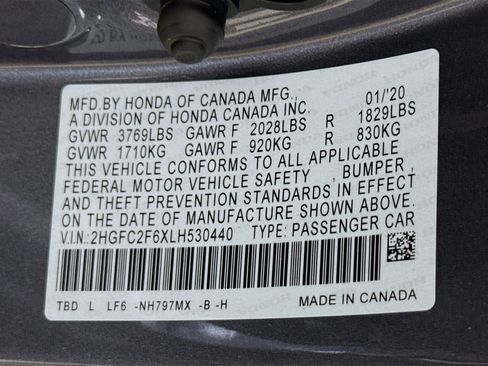 MFD.BY HONDA OF CANADA MFG. 01/'20
A DIVISION OF HONDA CANADA INC.
GVWR 3769LBS GAWR F 2028LBS R 1829LBS
GVWR 1710KG GAWR F 920KG R 830KG
THIS VEHICLE CONFORMS TO ALL APPLICABLE
FEDERAL MOTOR VEHICLE SAFETY , BUMPER ,
AND THEFT PREVENTION STANDARDS IN EFFECT
ON THE DATE OF MANUFACTURE SHOWN ABOVE.
V.I.N.:2HGFC2F6XLH530440 TYPE: PASSENGER CAR
TBD L LF6 -NH797MX -B -H MADE IN CANADA